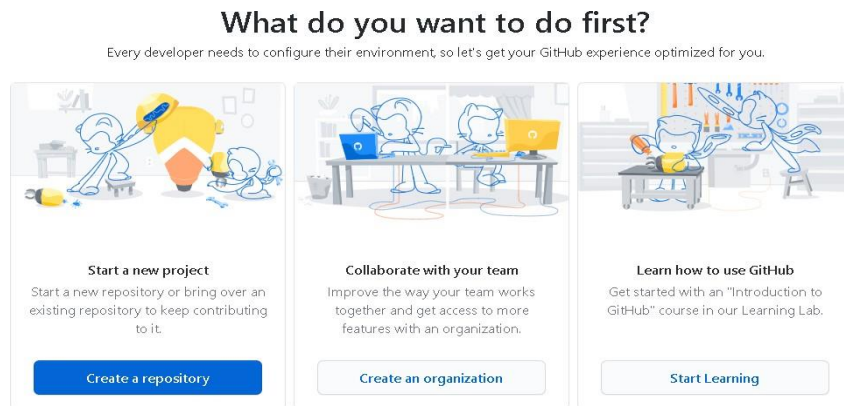 What do you want to do first?
Every developer needs to configure their environment, so let's get your GitHub experience optimized for you.
Start a new project
Start a new repository or bring over an
existing repository to keep contributing
to it.
Create a repository
Collaborate with your team
Improve the way your team works
together and get access to more
features with an organization.
Create an organization
Learn how to use GitHub
Get started with an "Introduction to
GitHub" course in our Learning Lab.
Start Learning